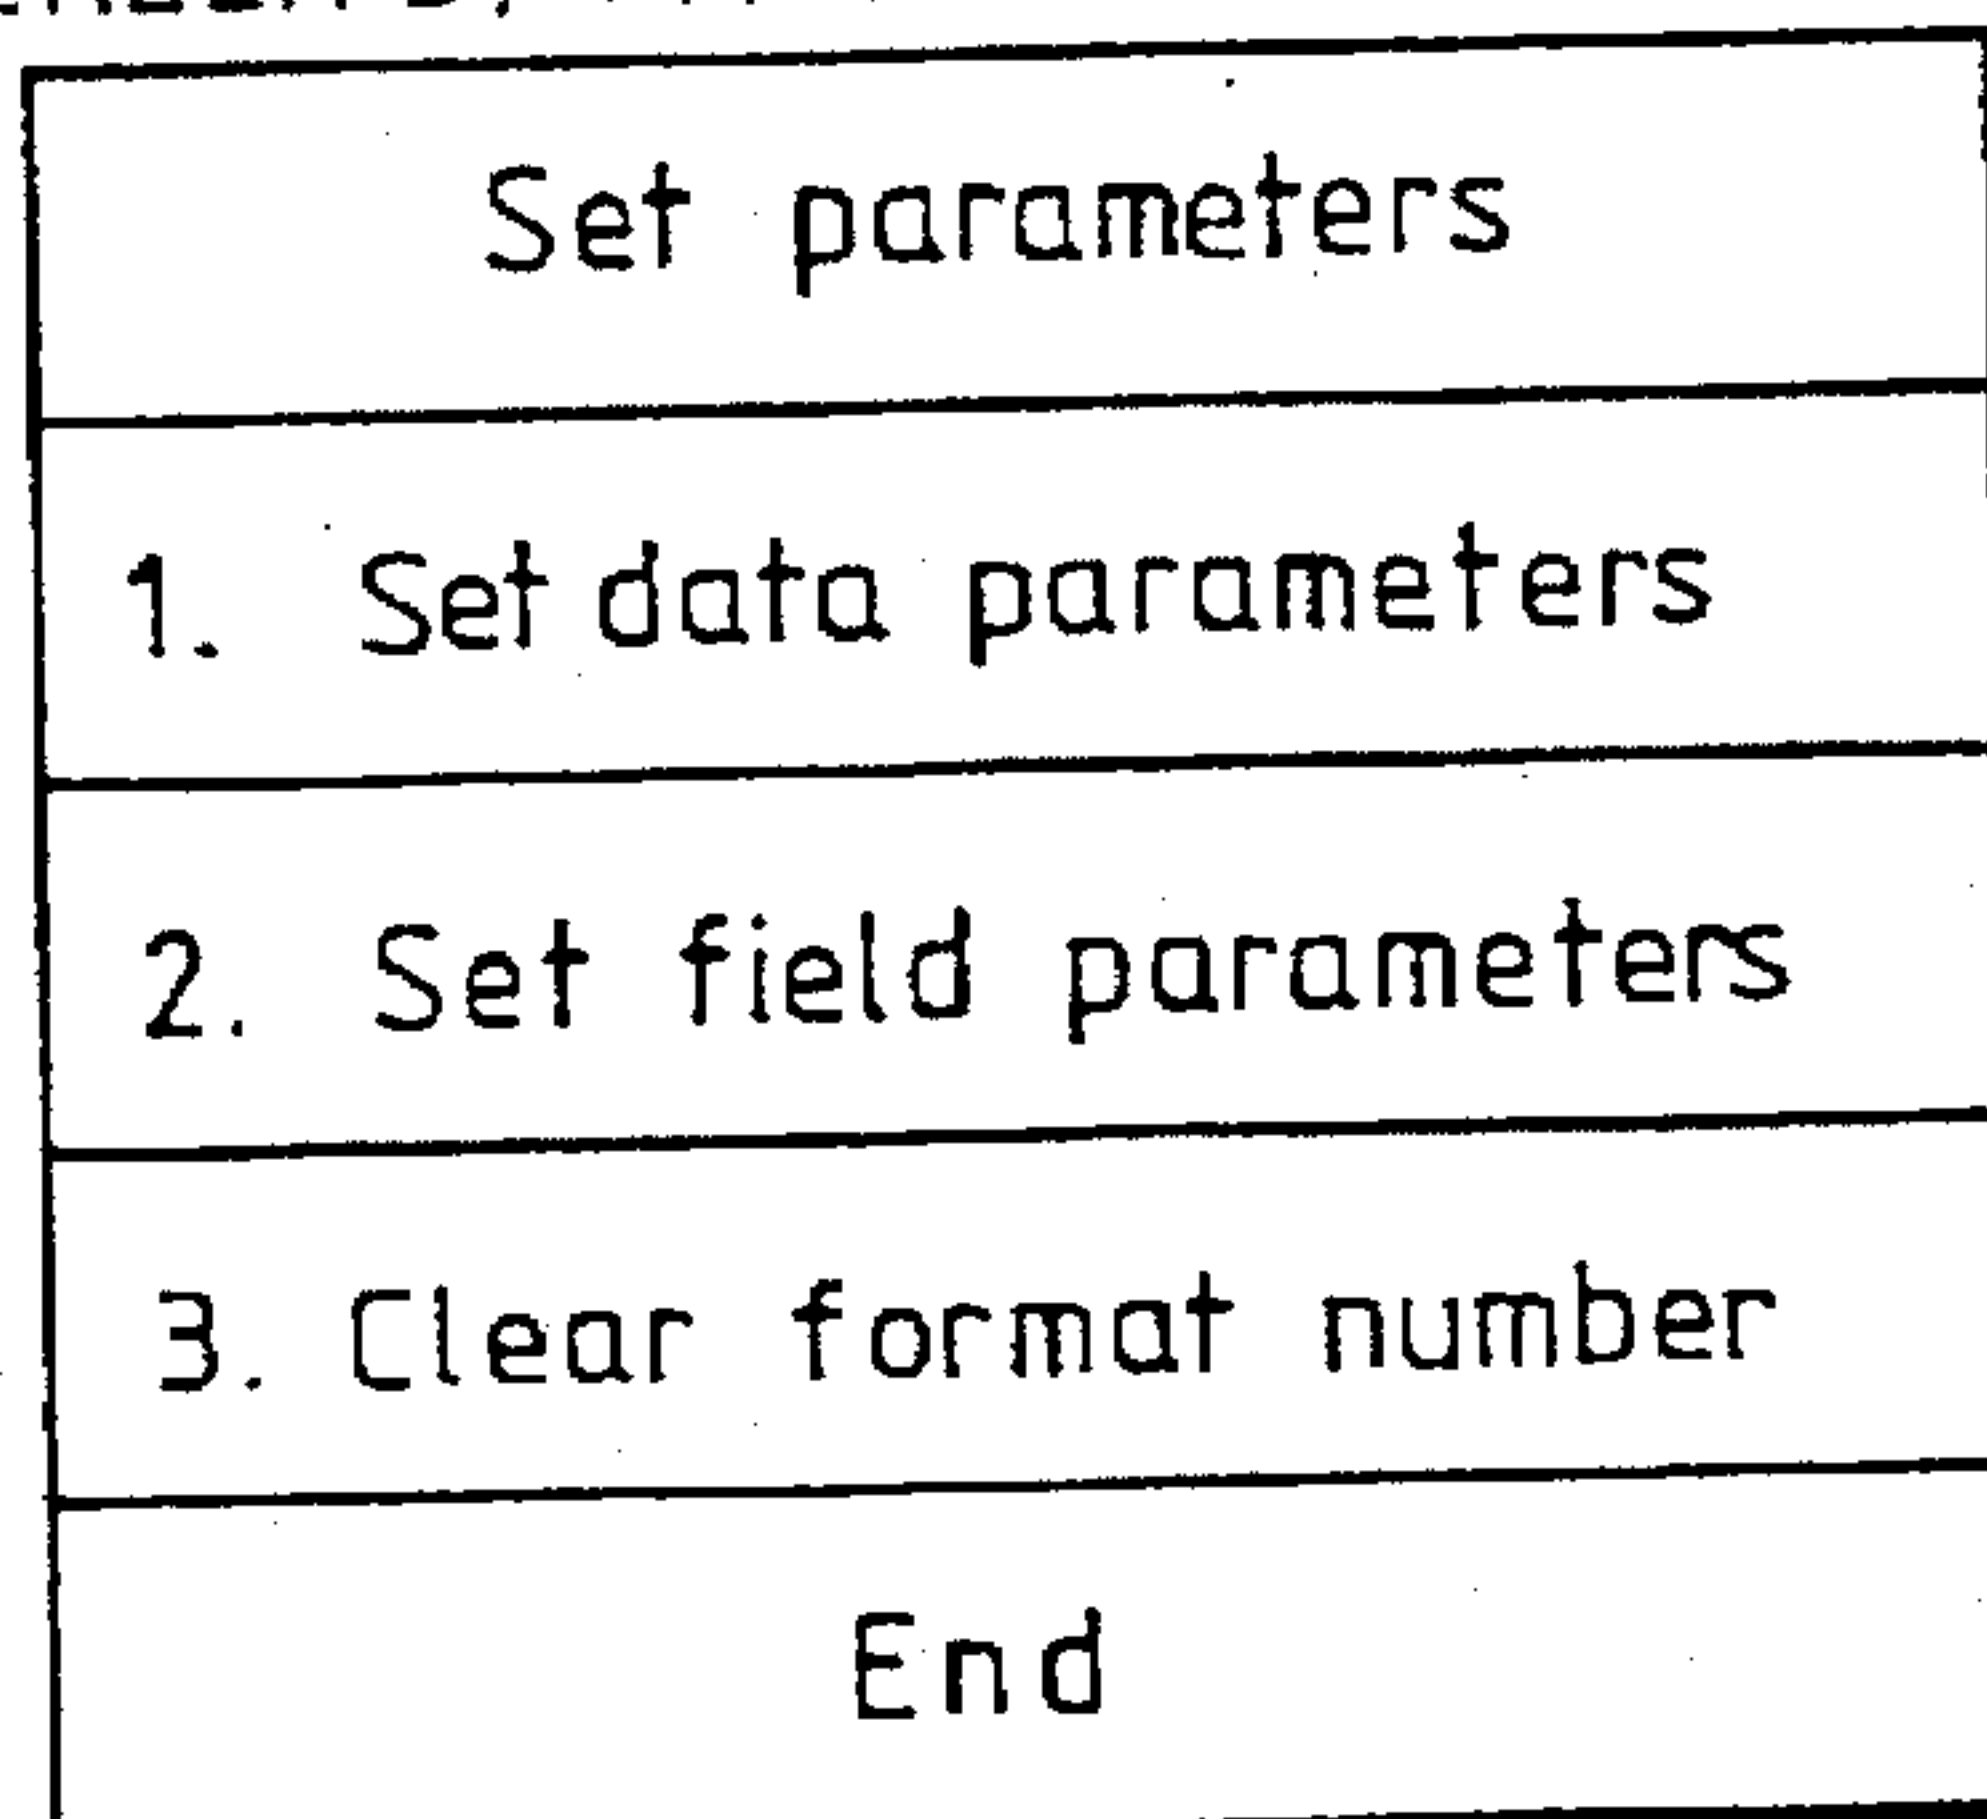 Set parameters
1. Set data parameters
2. Set field parameters
3. Clear format number
End